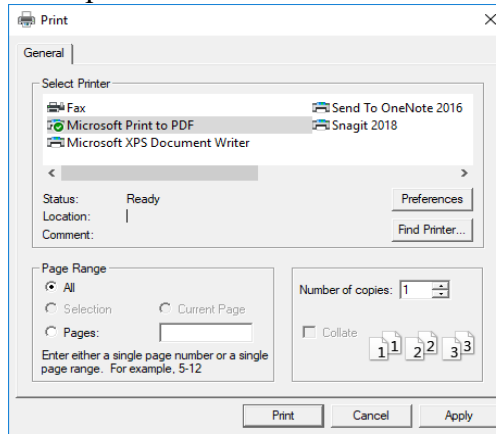 Print
General
Select Printer
Fax
Send To OneNote 2016
Microsoft Print to PDF
Snagit 2018
Microsoft XPS Document Writer
Status: Ready
Preferences
Location:
Comment:
Find Printer...
Page Range
All
Number of copies: 1
Selection Current Page
Pages:
Collate
Enter either a single page number or a single
page range. For example, 5-12
1 1 2 2 3 3
Print Cancel Apply